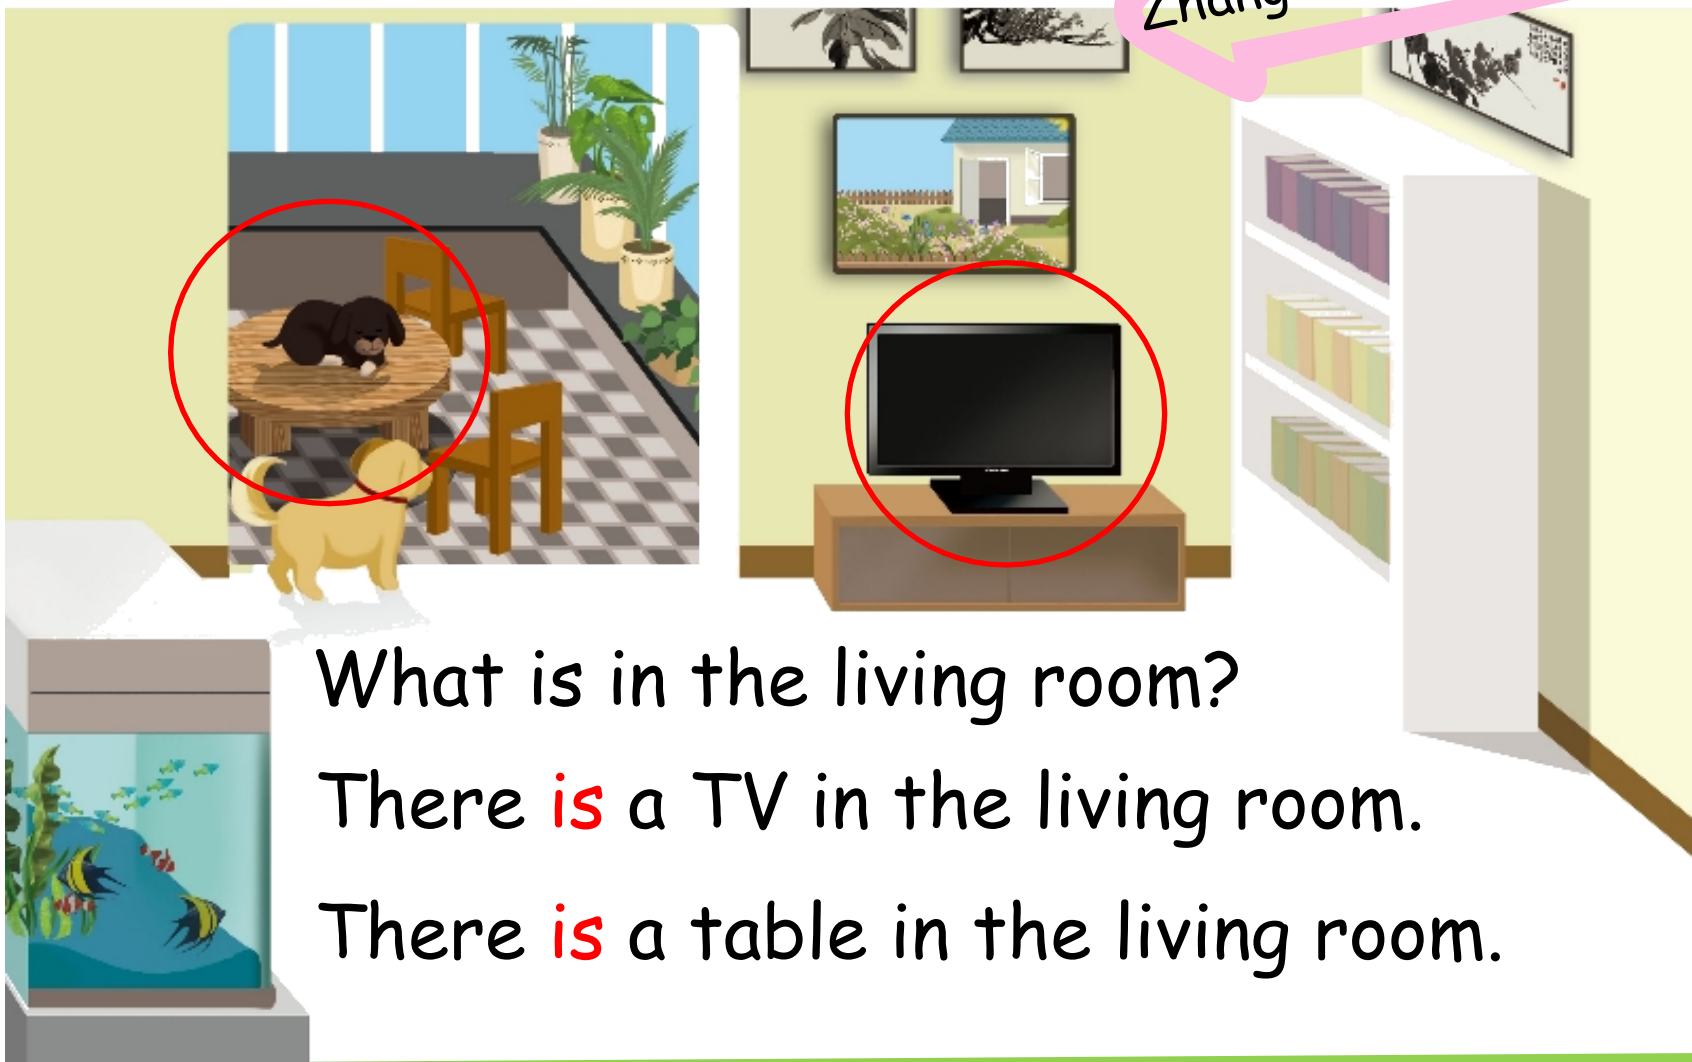 Zhang
What is in the living room?
There is a TV in the living room.
There is a table in the living room.